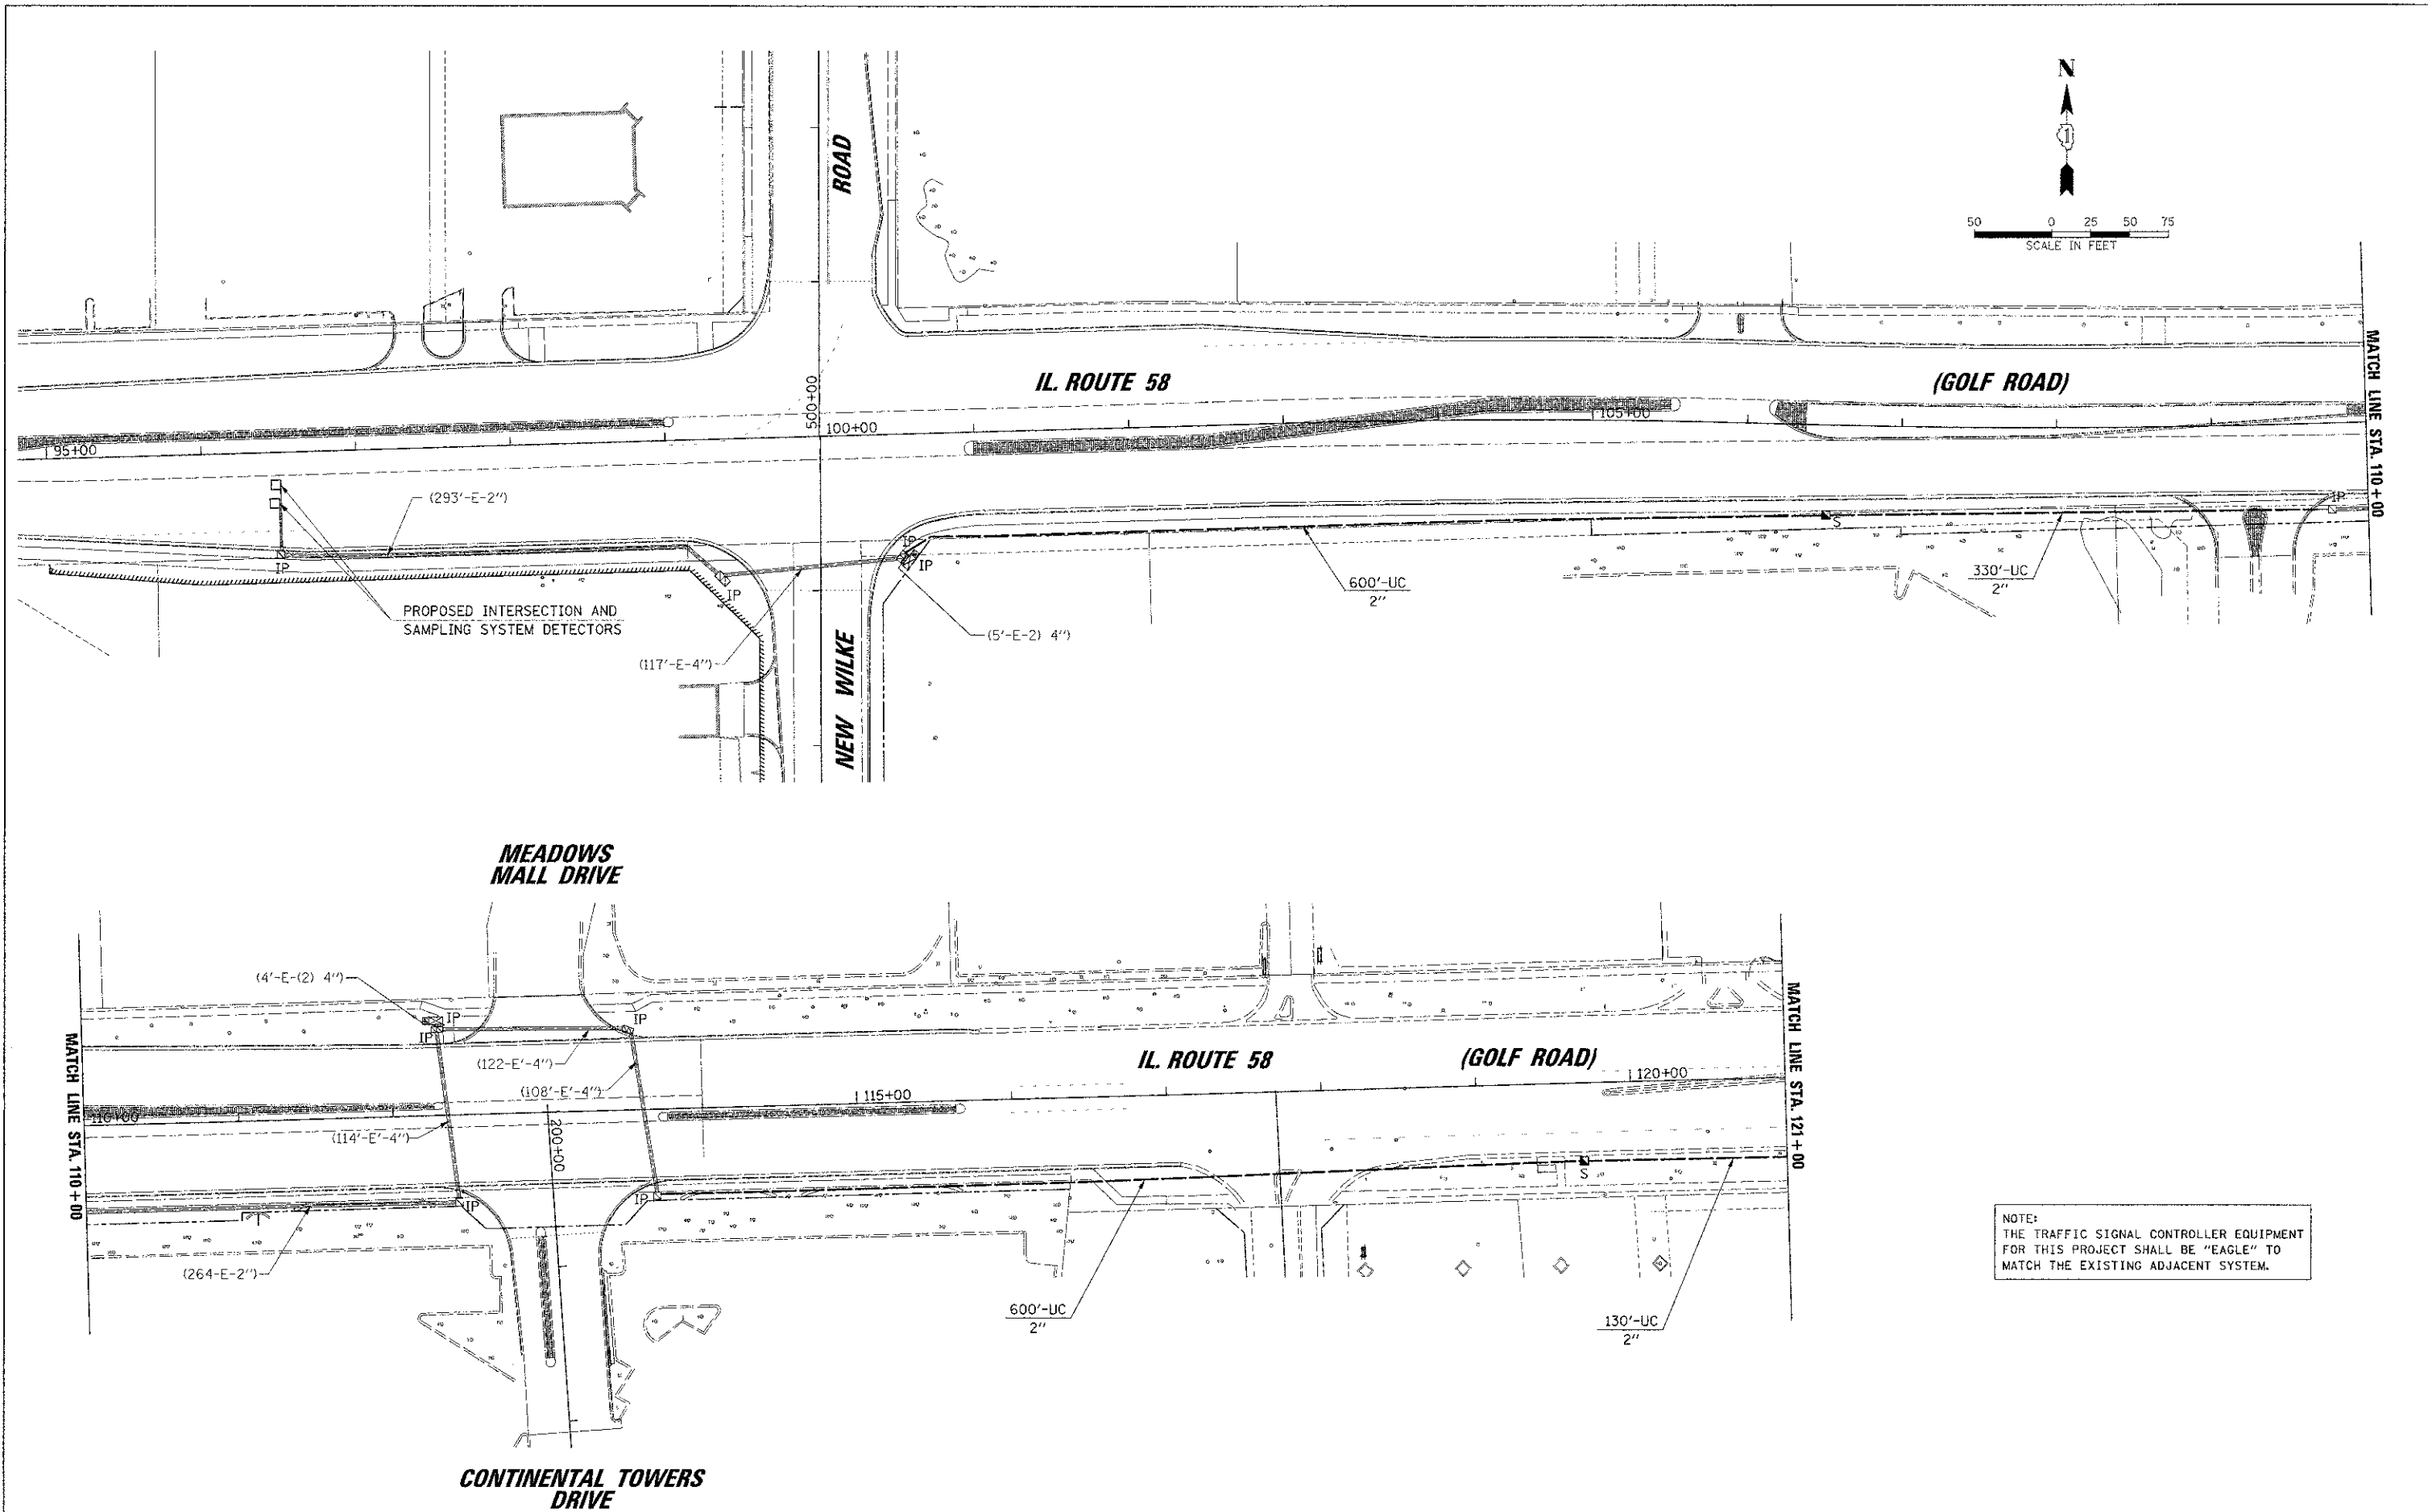 N
50 0 25 50 75
SCALE IN FEET
ROAD
IL. ROUTE 58
(GOLF ROAD)
MATCH LINE STA. 110+00
500+00
95+00
100+00
105+00
(293'-E-2")
IP
IP
IP
IP
IP
S
PROPOSED INTERSECTION AND
SAMPLING SYSTEM DETECTORS
(117'-E-4")
(5'-E-2) 4")
600'-UC
2"
330'-UC
2"
NEW WILKE
MEADOWS
MALL DRIVE
(4'-E-(2) 4")
IP
IP
IP
(122-E'-4")
(108'-E'-4")
(114'-E'-4")
IL. ROUTE 58
(GOLF ROAD)
MATCH LINE STA. 110+00
MATCH LINE STA. 121+00
110+00
115+00
120+00
200+00
IP
IP
S
(264-E-2")
600'-UC
2"
130'-UC
2"
NOTE:
THE TRAFFIC SIGNAL CONTROLLER EQUIPMENT
FOR THIS PROJECT SHALL BE "EAGLE" TO
MATCH THE EXISTING ADJACENT SYSTEM.
CONTINENTAL TOWERS
DRIVE